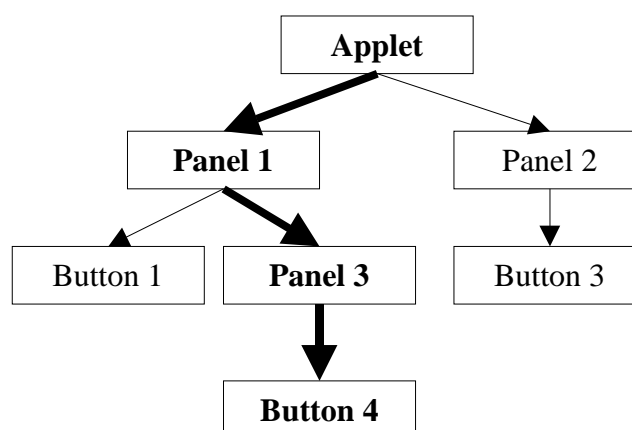 Applet
Panel 1
Panel 2
Button 1
Panel 3
Button 3
Button 4